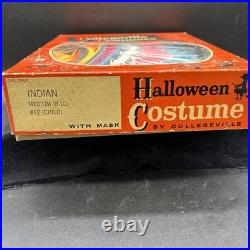 Collegeville
INDIAN
MEDIUM (8-10)
#12 (CHILD)
Halloween
Costume
WITH MASK BY COLLEGEVILLE